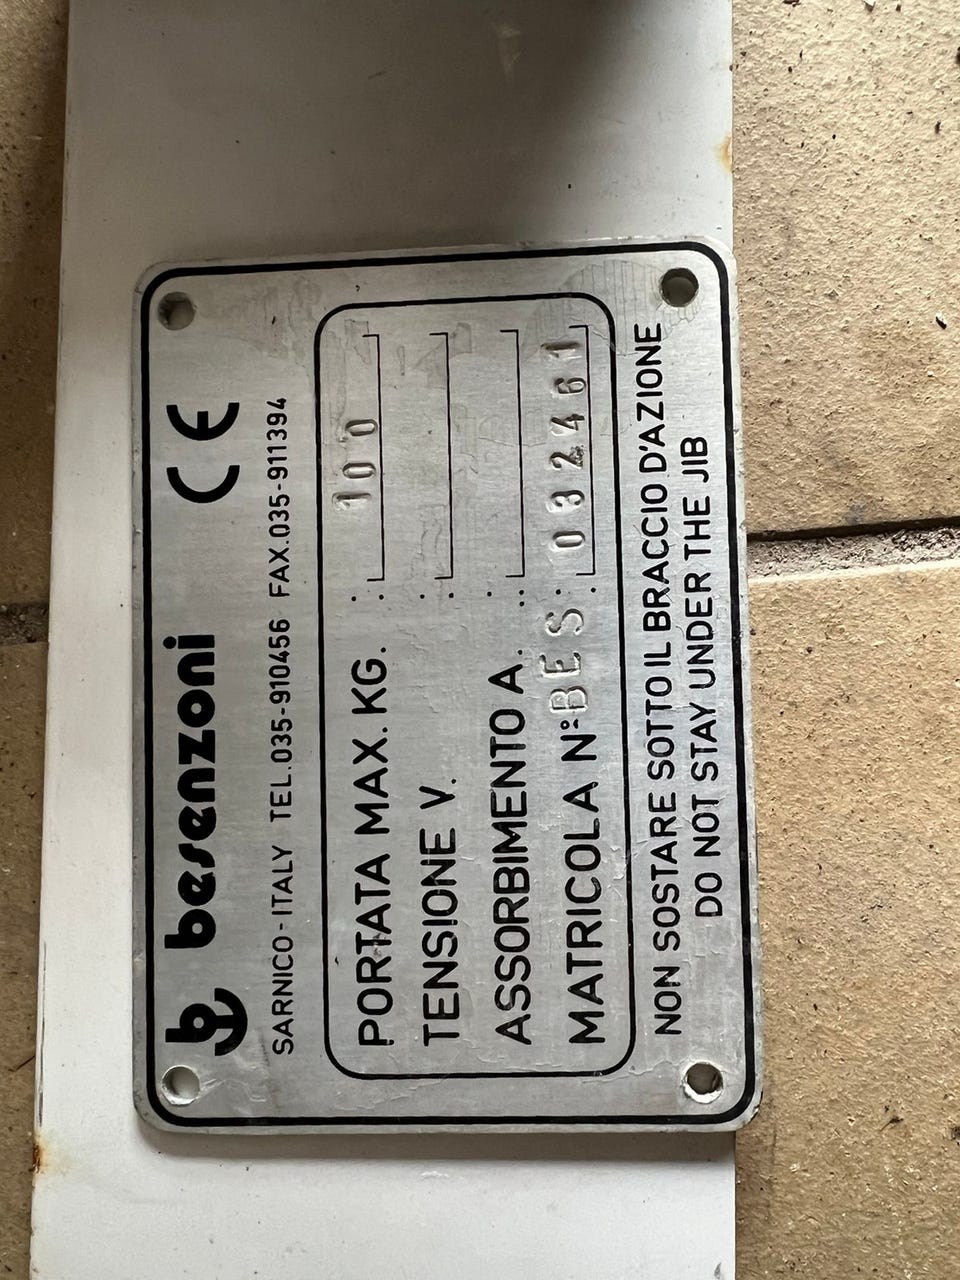 besenzoni CE
SARNICO-ITALY TEL.035-910456 FAX.035-911394
PORTATA MAX. KG. : 100
TENSIONE V. :
ASSORBIMENTO A. :
MATRICOLA N°: BES : 032461
NON SOSTARE SOTTO IL BRACCIO D'AZIONE
DO NOT STAY UNDER THE JIB